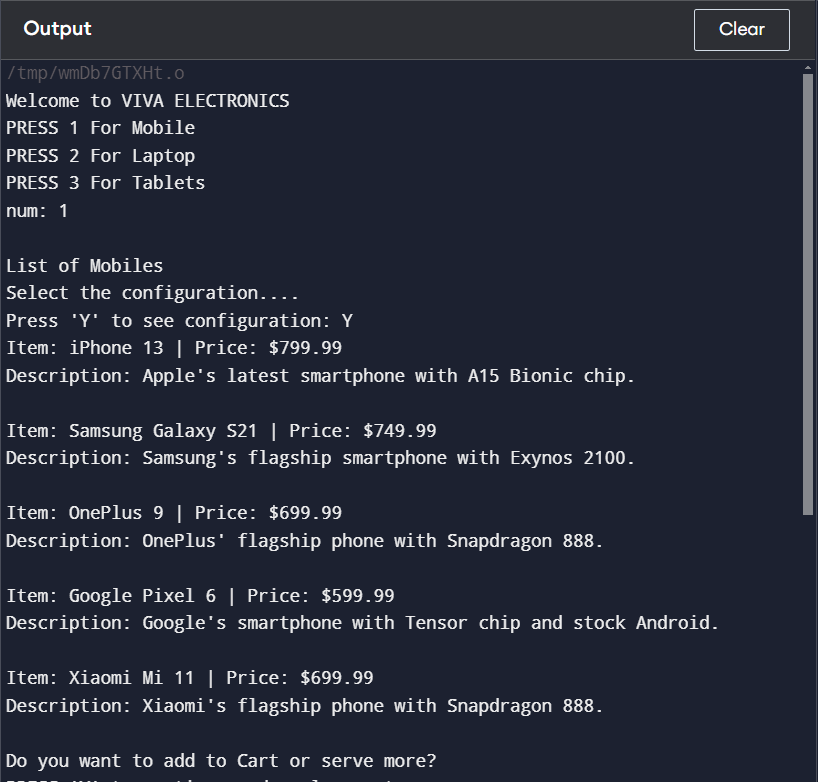 Output
Clear
/tmp/wmDb7GTXHt.o
Welcome to VIVA ELECTRONICS
PRESS 1 For Mobile
PRESS 2 For Laptop
PRESS 3 For Tablets
num: 1
List of Mobiles
Select the configuration....
Press 'Y' to see configuration: Y
Item: iPhone 13 | Price: $799.99
Description: Apple's latest smartphone with A15 Bionic chip.
Item: Samsung Galaxy S21 | Price: $749.99
Description: Samsung's flagship smartphone with Exynos 2100.
Item: OnePlus 9 | Price: $699.99
Description: OnePlus' flagship phone with Snapdragon 888.
Item: Google Pixel 6 | Price: $599.99
Description: Google's smartphone with Tensor chip and stock Android.
Item: Xiaomi Mi 11 | Price: $699.99
Description: Xiaomi's flagship phone with Snapdragon 888.
Do you want to add to Cart or serve more?